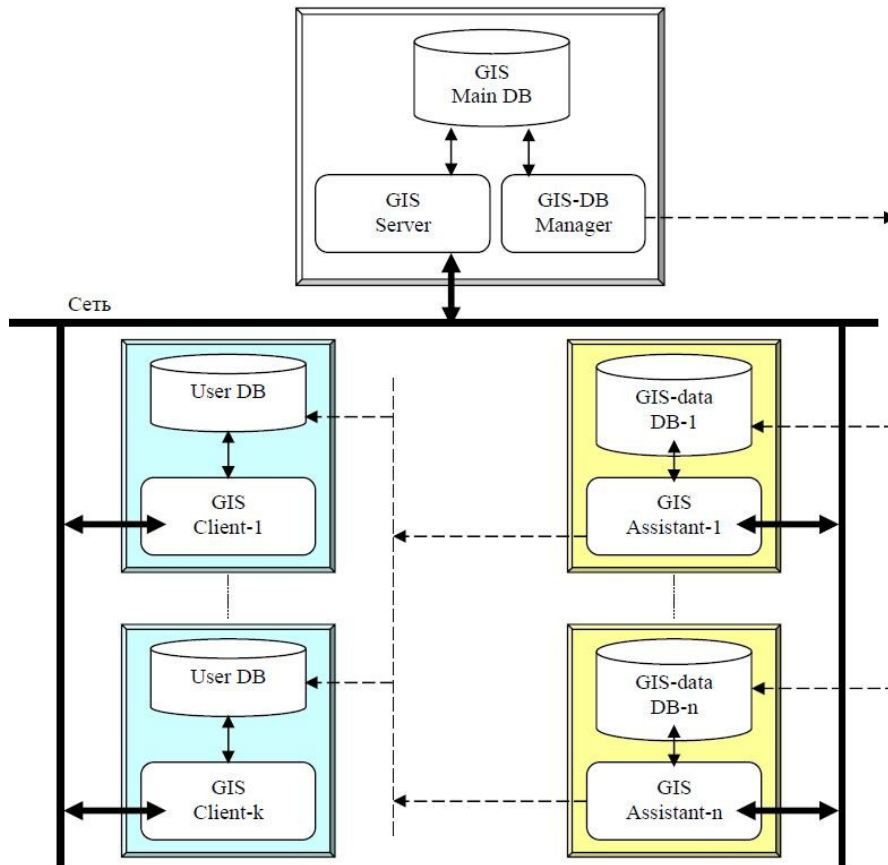 GIS
Main DB
GIS
Server
GIS-DB
Manager
Сеть
User DB
GIS
Client-1
GIS-data
DB-1
GIS
Assistant-1
User DB
GIS
Client-k
GIS-data
DB-n
GIS
Assistant-n